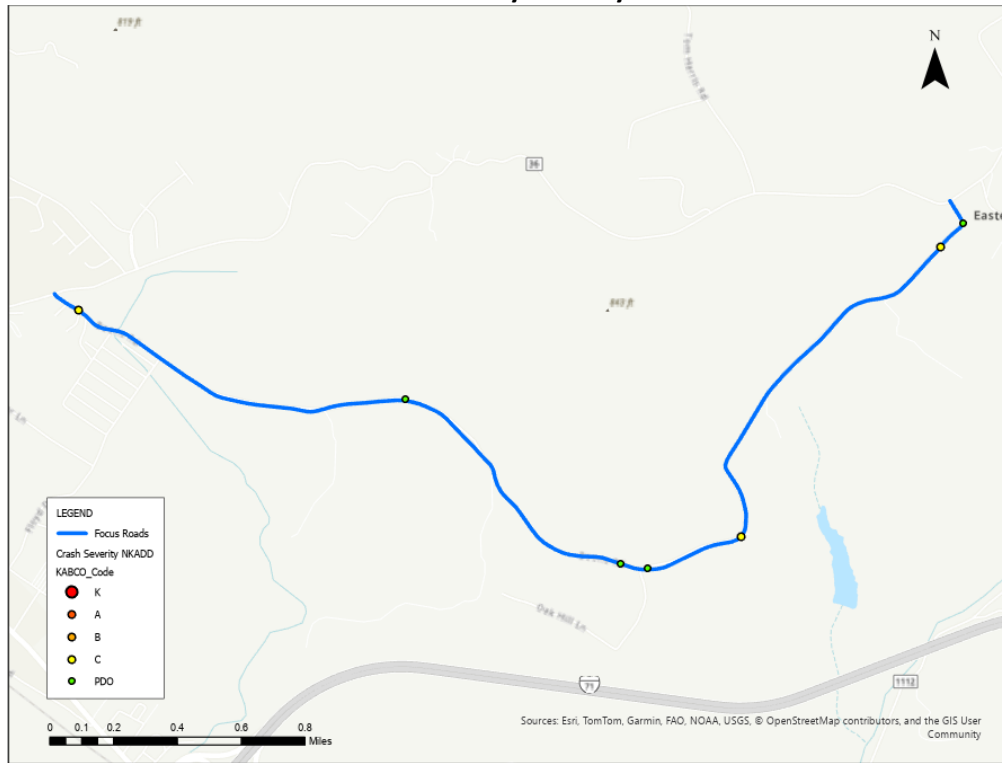 819 ft
N
Tom Harris Rd
36
Easte
843 ft
Oak Hill Ln
71
1112
LEGEND
Focus Roads
Crash Severity NKADD
KABCO_Code
K
A
B
C
PDO
0 0.1 0.2 0.4 0.6 0.8
Miles
Sources: Esri, TomTom, Garmin, FAO, NOAA, USGS, © OpenStreetMap contributors, and the GIS User
Community